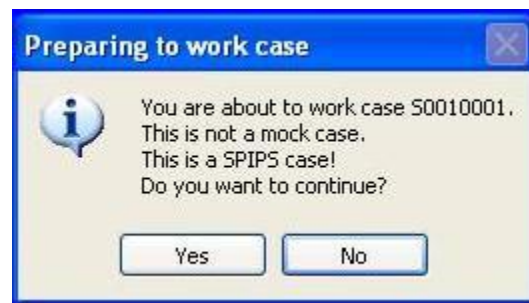 Preparing to work case
You are about to work case S0010001.
This is not a mock case.
This is a SPIPS case!
Do you want to continue?
Yes No